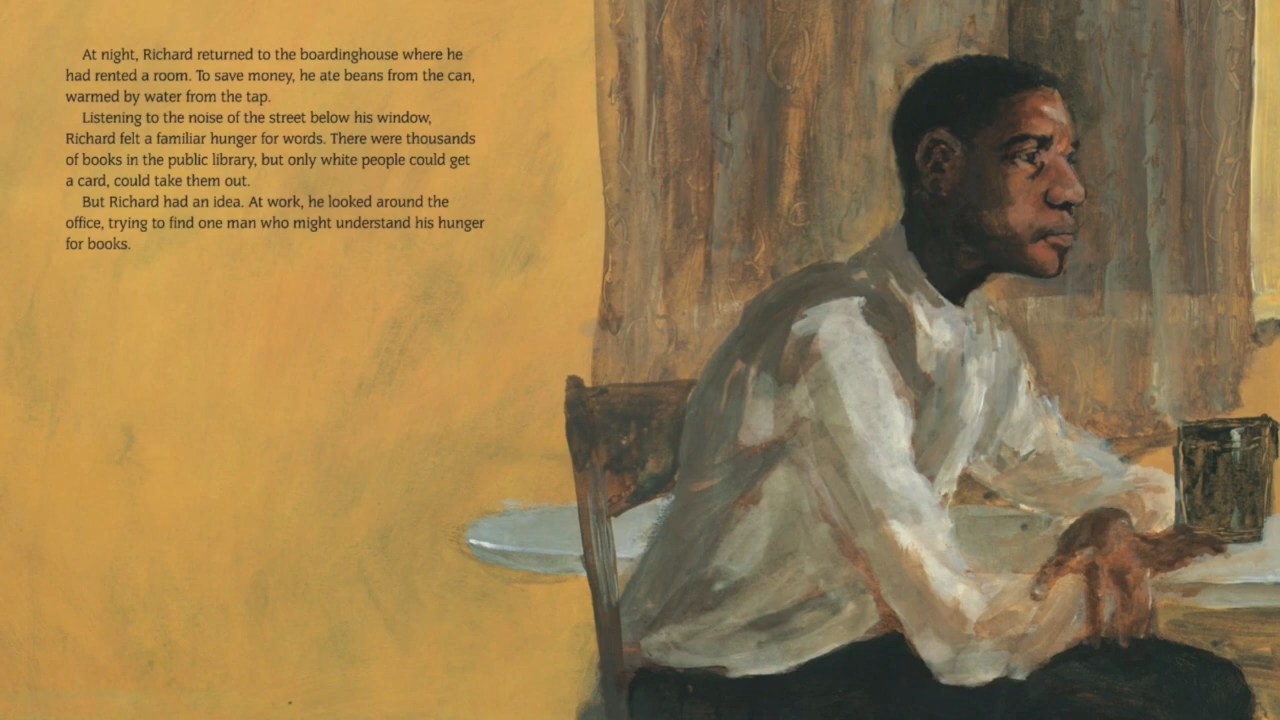 At night, Richard returned to the boardinghouse where he
had rented a room. To save money, he ate beans from the can,
warmed by water from the tap.
Listening to the noise of the street below his window,
Richard felt a familiar hunger for words. There were thousands
of books in the public library, but only white people could get
a card, could take them out.
But Richard had an idea. At work, he looked around the
office, trying to find one man who might understand his hunger
for books.